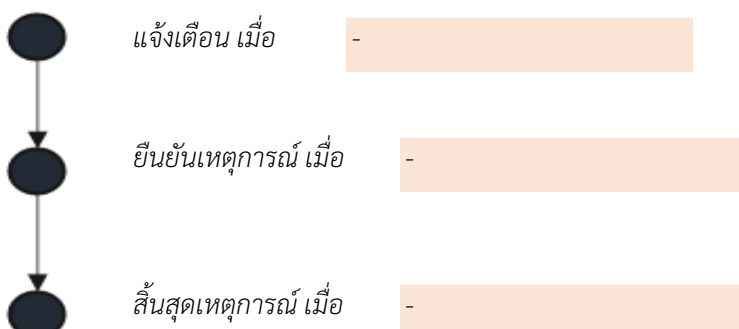 แจ้งเตือน เมื่อ -
ยืนยันเหตุการณ์ เมื่อ -
สิ้นสุดเหตุการณ์ เมื่อ -